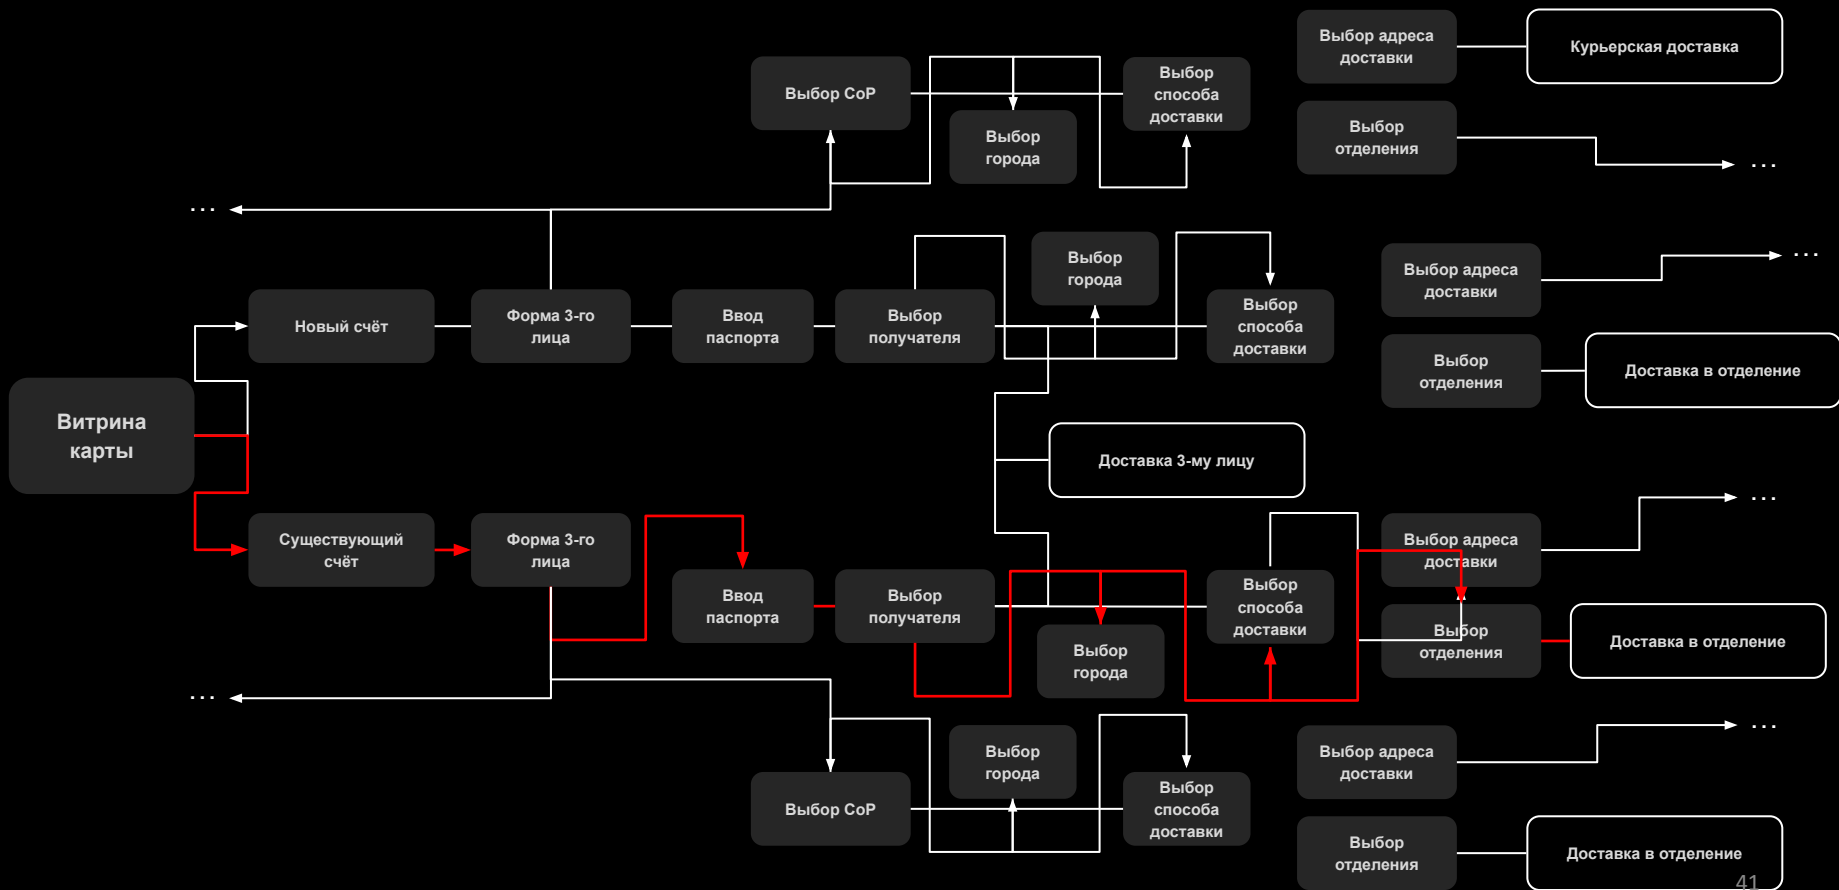 Выбор адреса
доставки
Курьерская доставка
Выбор СоР
Выбор
способа
доставки
Выбор
города
Выбор
отделения
...
...
...
Выбор
города
Выбор адреса
доставки
Новый счёт
Форма 3-го
лица
Ввод
паспорта
Выбор
получателя
Выбор
способа
доставки
Выбор
отделения
Доставка в отделение
Витрина
карты
Доставка 3-му лицу
...
Существующий
счёт
Форма 3-го
лица
Выбор адреса
доставки
Ввод
паспорта
Выбор
получателя
Выбор
способа
доставки
Выбор
города
Выбор
отделения
Доставка в отделение
...
...
Выбор
города
Выбор адреса
доставки
Выбор СоР
Выбор
способа
доставки
Выбор
отделения
Доставка в отделение
41